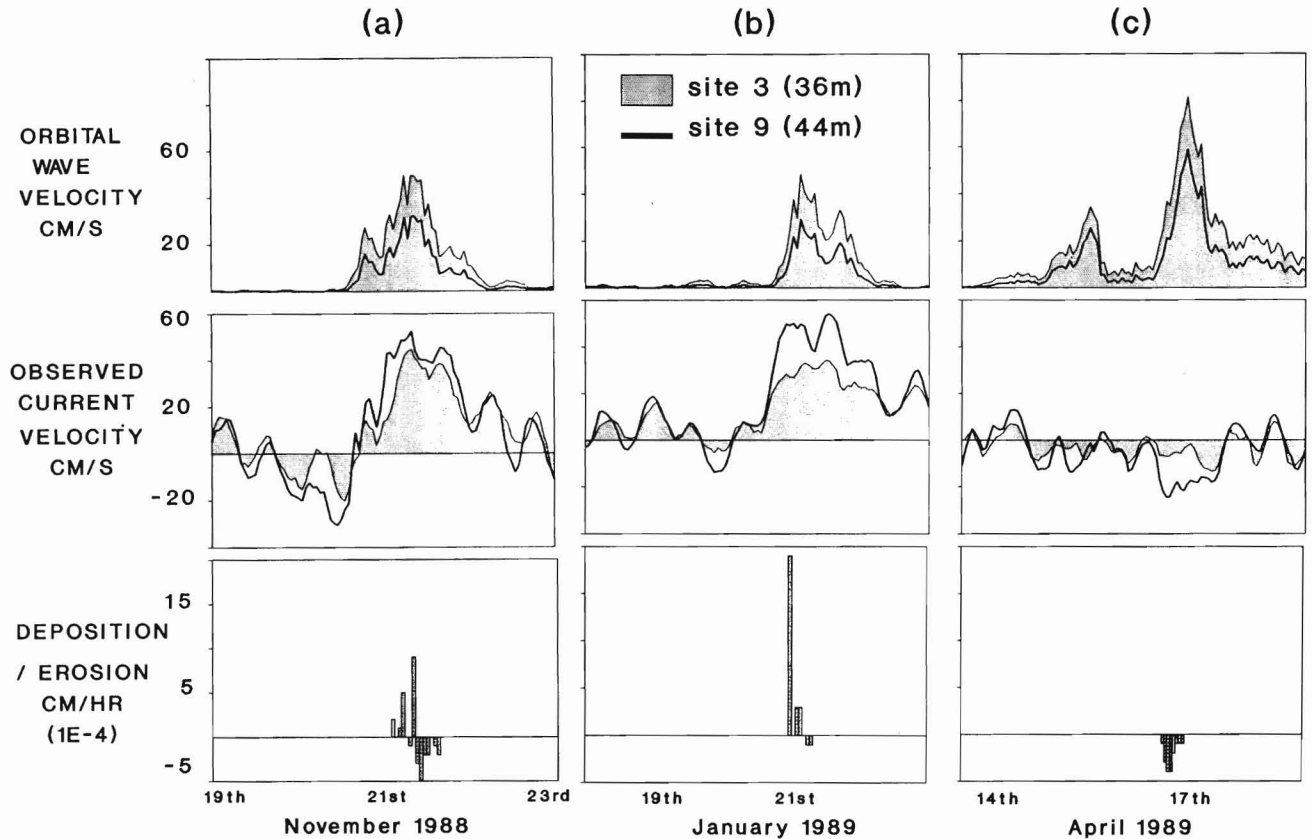 (a)
(b)
(c)
ORBITAL
WAVE
VELOCITY
CM/S
60
20
site 3 (36m)
site 9 (44m)
OBSERVED
CURRENT
VELOCITY
CM/S
60
20
-20
DEPOSITION
/ EROSION
CM/HR
(1E-4)
15
5
-5
19th
21st
23rd
November 1988
19th
21st
January 1989
14th
17th
April 1989